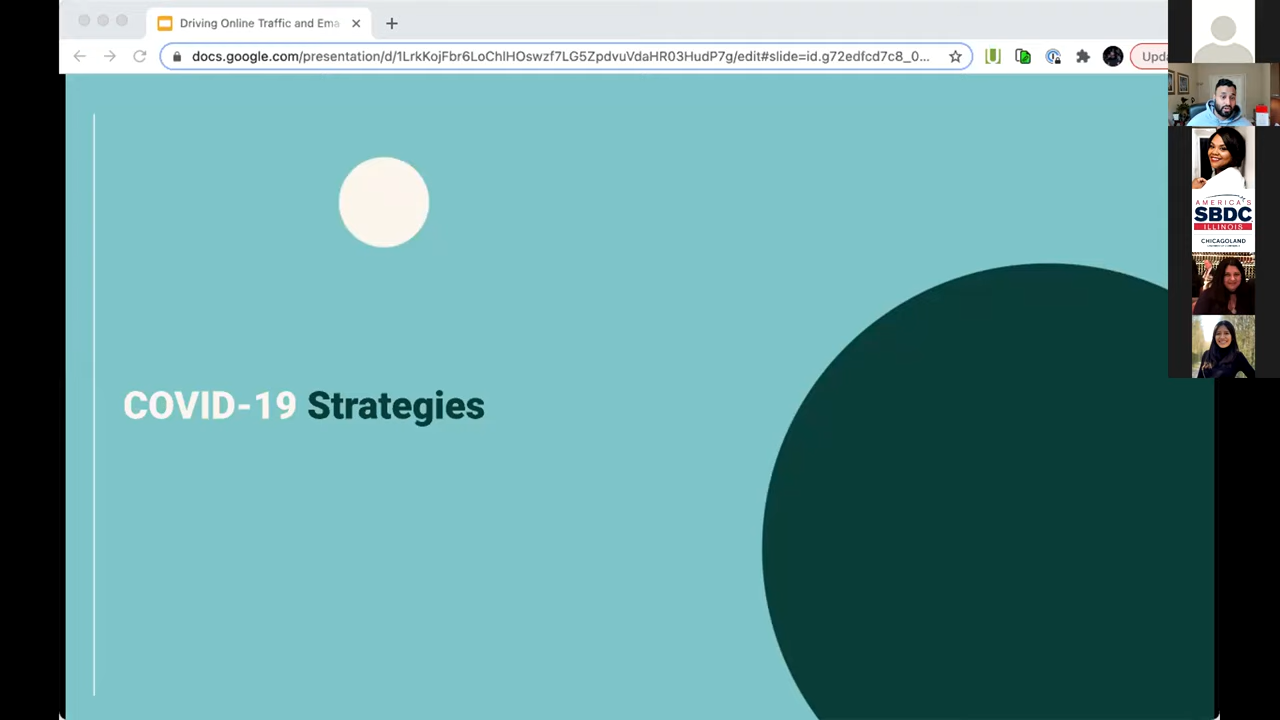 Driving Online Traffic and Ema
docs.google.com/presentation/d/1LrkKojFbr6LoChlHOswzf7LG5ZpdvuVdaHR03HudP7g/edit#slide=id.g72edfcd7c8_0...
Upda
COVID-19 Strategies
AMERICA'S
SBDC
ILLINOIS
CHICAGOLAND